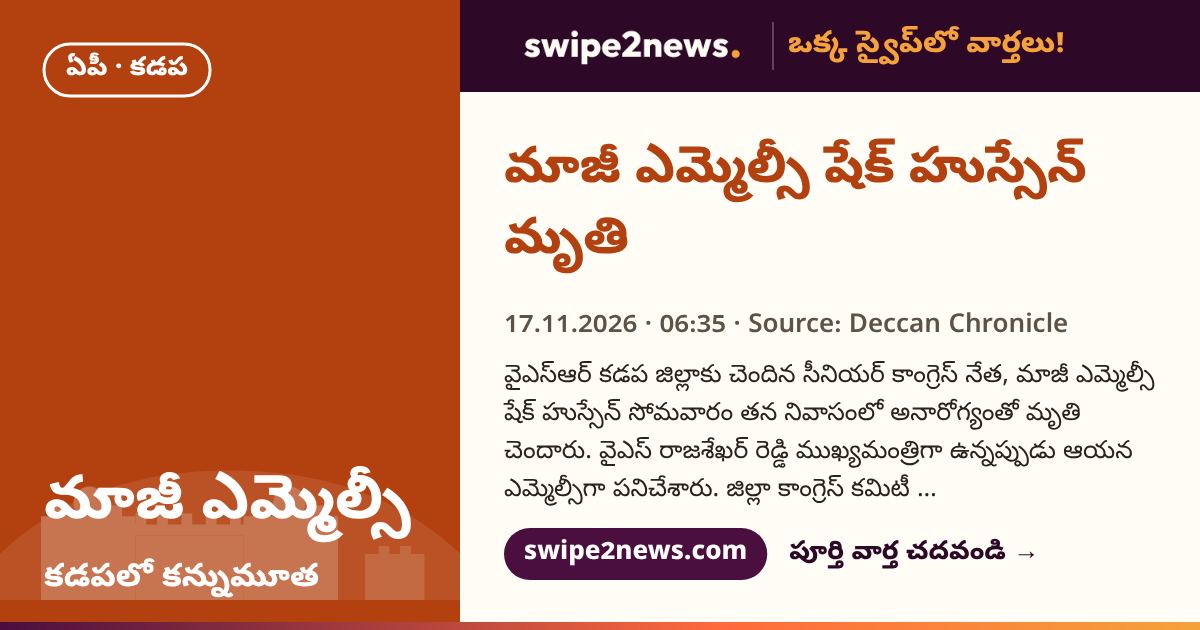 ఏపీ · కడప
మాజీ ఎమ్మెల్సీ
కడపలో కన్నుమూత
swipe2news.
ఒక్క స్వైప్‌లో వార్తలు!
మాజీ ఎమ్మెల్సీ షేక్ హుస్సేన్
మృతి
17.11.2026 · 06:35 · Source: Deccan Chronicle
వైఎస్ఆర్ కడప జిల్లాకు చెందిన సీనియర్ కాంగ్రెస్ నేత, మాజీ ఎమ్మెల్సీ
షేక్ హుస్సేన్ సోమవారం తన నివాసంలో అనారోగ్యంతో మృతి
చెందారు. వైఎస్ రాజశేఖర్ రెడ్డి ముఖ్యమంత్రిగా ఉన్నప్పుడు ఆయన
ఎమ్మెల్సీగా పనిచేశారు. జిల్లా కాంగ్రెస్ కమిటీ ...
swipe2news.com
పూర్తి వార్త చదవండి →